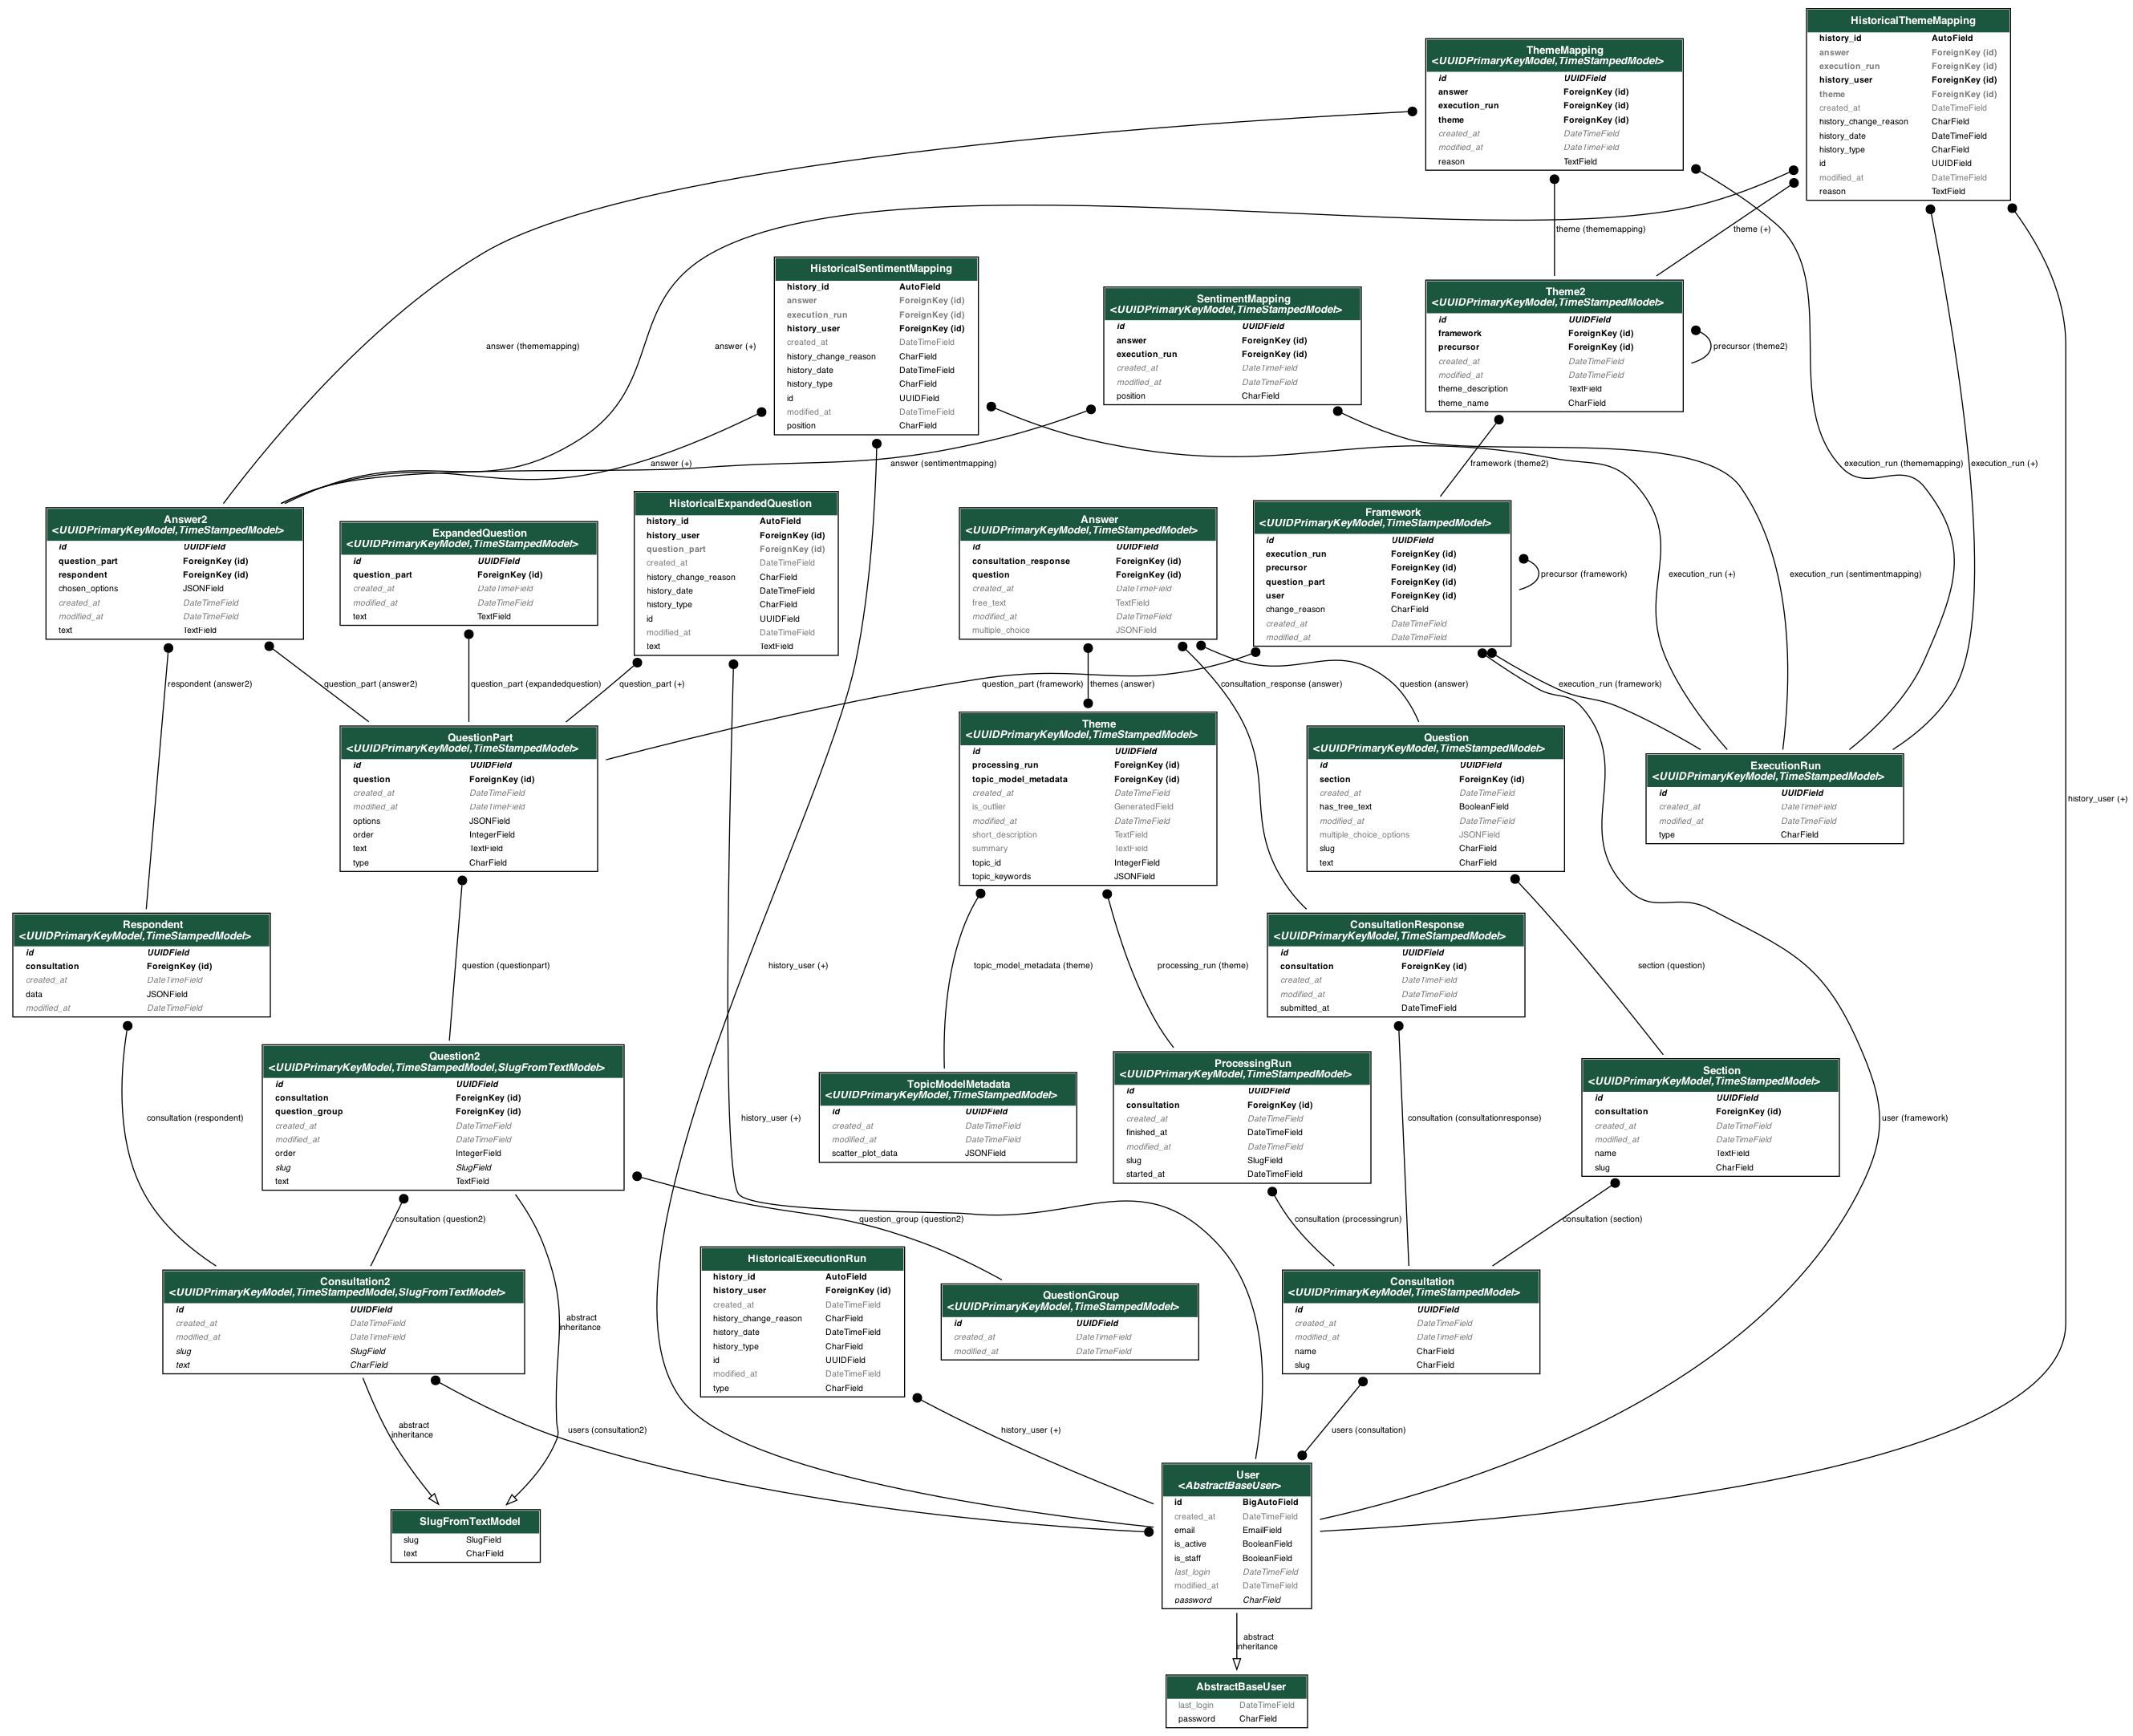 HistoricalThemeMapping
history_id AutoField
answer ForeignKey (id)
execution_run ForeignKey (id)
history_user ForeignKey (id)
theme ForeignKey (id)
created_at DateTimeField
history_change_reason CharField
history_date DateTimeField
history_type CharField
id UUIDField
modified_at DateTimeField
reason TextField
ThemeMapping
<UUIDPrimaryKeyModel,TimeStampedModel>
id UUIDField
answer ForeignKey (id)
execution_run ForeignKey (id)
theme ForeignKey (id)
created_at DateTimeField
modified_at DateTimeField
reason TextField
theme (thememapping)
theme (+)
HistoricalSentimentMapping
history_id AutoField
answer ForeignKey (id)
execution_run ForeignKey (id)
history_user ForeignKey (id)
created_at DateTimeField
history_change_reason CharField
history_date DateTimeField
history_type CharField
id UUIDField
modified_at DateTimeField
position CharField
SentimentMapping
<UUIDPrimaryKeyModel,TimeStampedModel>
id UUIDField
answer ForeignKey (id)
execution_run ForeignKey (id)
created_at DateTimeField
modified_at DateTimeField
position CharField
Theme2
<UUIDPrimaryKeyModel,TimeStampedModel>
id UUIDField
framework ForeignKey (id)
precursor ForeignKey (id)
created_at DateTimeField
modified_at DateTimeField
theme_description TextField
theme_name CharField
precursor (theme2)
answer (thememapping)
answer (+)
answer (+)
answer (sentimentmapping)
framework (theme2)
execution_run (thememapping)
execution_run (+)
Answer2
<UUIDPrimaryKeyModel,TimeStampedModel>
id UUIDField
question_part ForeignKey (id)
respondent ForeignKey (id)
chosen_options JSONField
created_at DateTimeField
modified_at DateTimeField
text TextField
ExpandedQuestion
<UUIDPrimaryKeyModel,TimeStampedModel>
id UUIDField
question_part ForeignKey (id)
created_at DateTimeField
modified_at DateTimeField
text TextField
HistoricalExpandedQuestion
history_id AutoField
history_user ForeignKey (id)
question_part ForeignKey (id)
created_at DateTimeField
history_change_reason CharField
history_date DateTimeField
history_type CharField
id UUIDField
modified_at DateTimeField
text TextField
Answer
<UUIDPrimaryKeyModel,TimeStampedModel>
id UUIDField
consultation_response ForeignKey (id)
question ForeignKey (id)
created_at DateTimeField
free_text TextField
modified_at DateTimeField
multiple_choice JSONField
Framework
<UUIDPrimaryKeyModel,TimeStampedModel>
id UUIDField
execution_run ForeignKey (id)
precursor ForeignKey (id)
question_part ForeignKey (id)
user ForeignKey (id)
change_reason CharField
created_at DateTimeField
modified_at DateTimeField
precursor (framework)
execution_run (+)
execution_run (sentimentmapping)
respondent (answer2)
question_part (answer2)
question_part (expandedquestion)
question_part (+)
question_part (framework)
themes (answer)
consultation_response (answer)
question (answer)
execution_run (framework)
QuestionPart
<UUIDPrimaryKeyModel,TimeStampedModel>
id UUIDField
question ForeignKey (id)
created_at DateTimeField
modified_at DateTimeField
options JSONField
order IntegerField
text TextField
type CharField
Theme
<UUIDPrimaryKeyModel,TimeStampedModel>
id UUIDField
processing_run ForeignKey (id)
topic_model_metadata ForeignKey (id)
created_at DateTimeField
is_outlier GeneratedField
modified_at DateTimeField
short_description TextField
summary TextField
topic_id IntegerField
topic_keywords JSONField
Question
<UUIDPrimaryKeyModel,TimeStampedModel>
id UUIDField
section ForeignKey (id)
created_at DateTimeField
has_free_text BooleanField
modified_at DateTimeField
multiple_choice_options JSONField
slug CharField
text CharField
ExecutionRun
<UUIDPrimaryKeyModel,TimeStampedModel>
id UUIDField
created_at DateTimeField
modified_at DateTimeField
type CharField
history_user (+)
Respondent
<UUIDPrimaryKeyModel,TimeStampedModel>
id UUIDField
consultation ForeignKey (id)
created_at DateTimeField
data JSONField
modified_at DateTimeField
question (questionpart)
history_user (+)
topic_model_metadata (theme)
processing_run (theme)
ConsultationResponse
<UUIDPrimaryKeyModel,TimeStampedModel>
id UUIDField
consultation ForeignKey (id)
created_at DateTimeField
modified_at DateTimeField
submitted_at DateTimeField
section (question)
Question2
<UUIDPrimaryKeyModel,TimeStampedModel,SlugFromTextModel>
id UUIDField
consultation ForeignKey (id)
question_group ForeignKey (id)
created_at DateTimeField
modified_at DateTimeField
order IntegerField
slug SlugField
text TextField
TopicModelMetadata
<UUIDPrimaryKeyModel,TimeStampedModel>
id UUIDField
created_at DateTimeField
modified_at DateTimeField
scatter_plot_data JSONField
ProcessingRun
<UUIDPrimaryKeyModel,TimeStampedModel>
id UUIDField
consultation ForeignKey (id)
created_at DateTimeField
finished_at DateTimeField
modified_at DateTimeField
slug SlugField
started_at DateTimeField
Section
<UUIDPrimaryKeyModel,TimeStampedModel>
id UUIDField
consultation ForeignKey (id)
created_at DateTimeField
modified_at DateTimeField
name TextField
slug CharField
consultation (respondent)
history_user (+)
consultation (consultationresponse)
user (framework)
consultation (question2)
question_group (question2)
consultation (processingrun)
consultation (section)
Consultation2
<UUIDPrimaryKeyModel,TimeStampedModel,SlugFromTextModel>
id UUIDField
created_at DateTimeField
modified_at DateTimeField
slug SlugField
text CharField
abstract
inheritance
HistoricalExecutionRun
history_id AutoField
history_user ForeignKey (id)
created_at DateTimeField
history_change_reason CharField
history_date DateTimeField
history_type CharField
id UUIDField
modified_at DateTimeField
type CharField
QuestionGroup
<UUIDPrimaryKeyModel,TimeStampedModel>
id UUIDField
created_at DateTimeField
modified_at DateTimeField
Consultation
<UUIDPrimaryKeyModel,TimeStampedModel>
id UUIDField
created_at DateTimeField
modified_at DateTimeField
name CharField
slug CharField
abstract
inheritance
users (consultation2)
history_user (+)
users (consultation)
SlugFromTextModel
slug SlugField
text CharField
User
<AbstractBaseUser>
id BigAutoField
created_at DateTimeField
email EmailField
is_active BooleanField
is_staff BooleanField
last_login DateTimeField
modified_at DateTimeField
password CharField
abstract
inheritance
AbstractBaseUser
last_login DateTimeField
password CharField